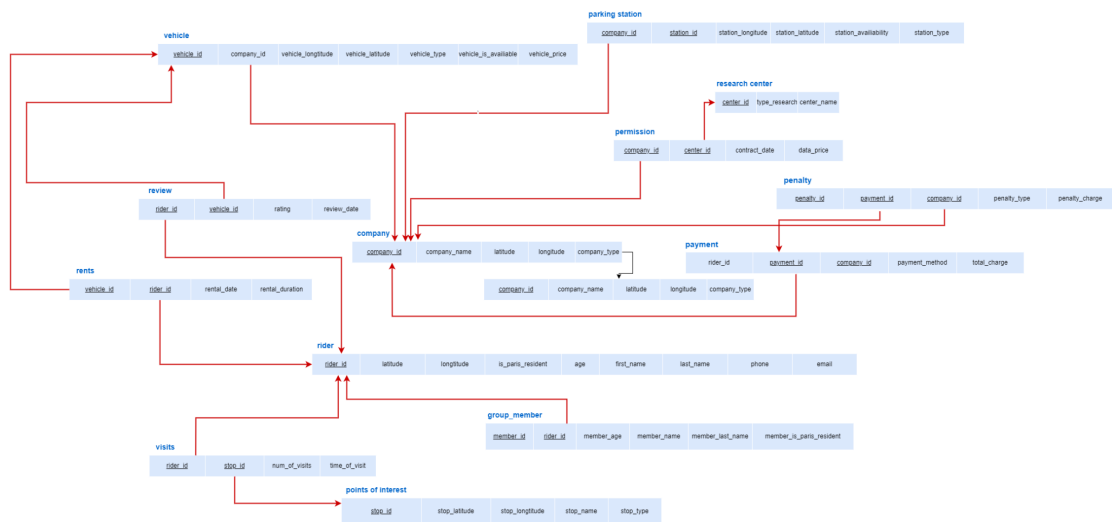 parking station
company_id station_id station_longitude station_latitude station_availiability station_type
vehicle
vehicle_id company_id vehicle_longtitude vehicle_latitude vehicle_type vehicle_is_availiable vehicle_price
research center
center_id type_research center_name
permission
company_id center_id contract_date data_price
penalty
penalty_id payment_id company_id penalty_type penalty_charge
review
rider_id vehicle_id rating review_date
company
company_id company_name latitude longitude company_type
payment
rider_id payment_id company_id payment_method total_charge
rents
vehicle_id rider_id rental_date rental_duration
company_id company_name latitude longitude company_type
rider
rider_id latitude longtitude is_paris_resident age first_name last_name phone email
group_member
member_id rider_id member_age member_name member_last_name member_is_paris_resident
visits
rider_id stop_id num_of_visits time_of_visit
points of interest
stop_id stop_latitude stop_longtitude stop_name stop_type